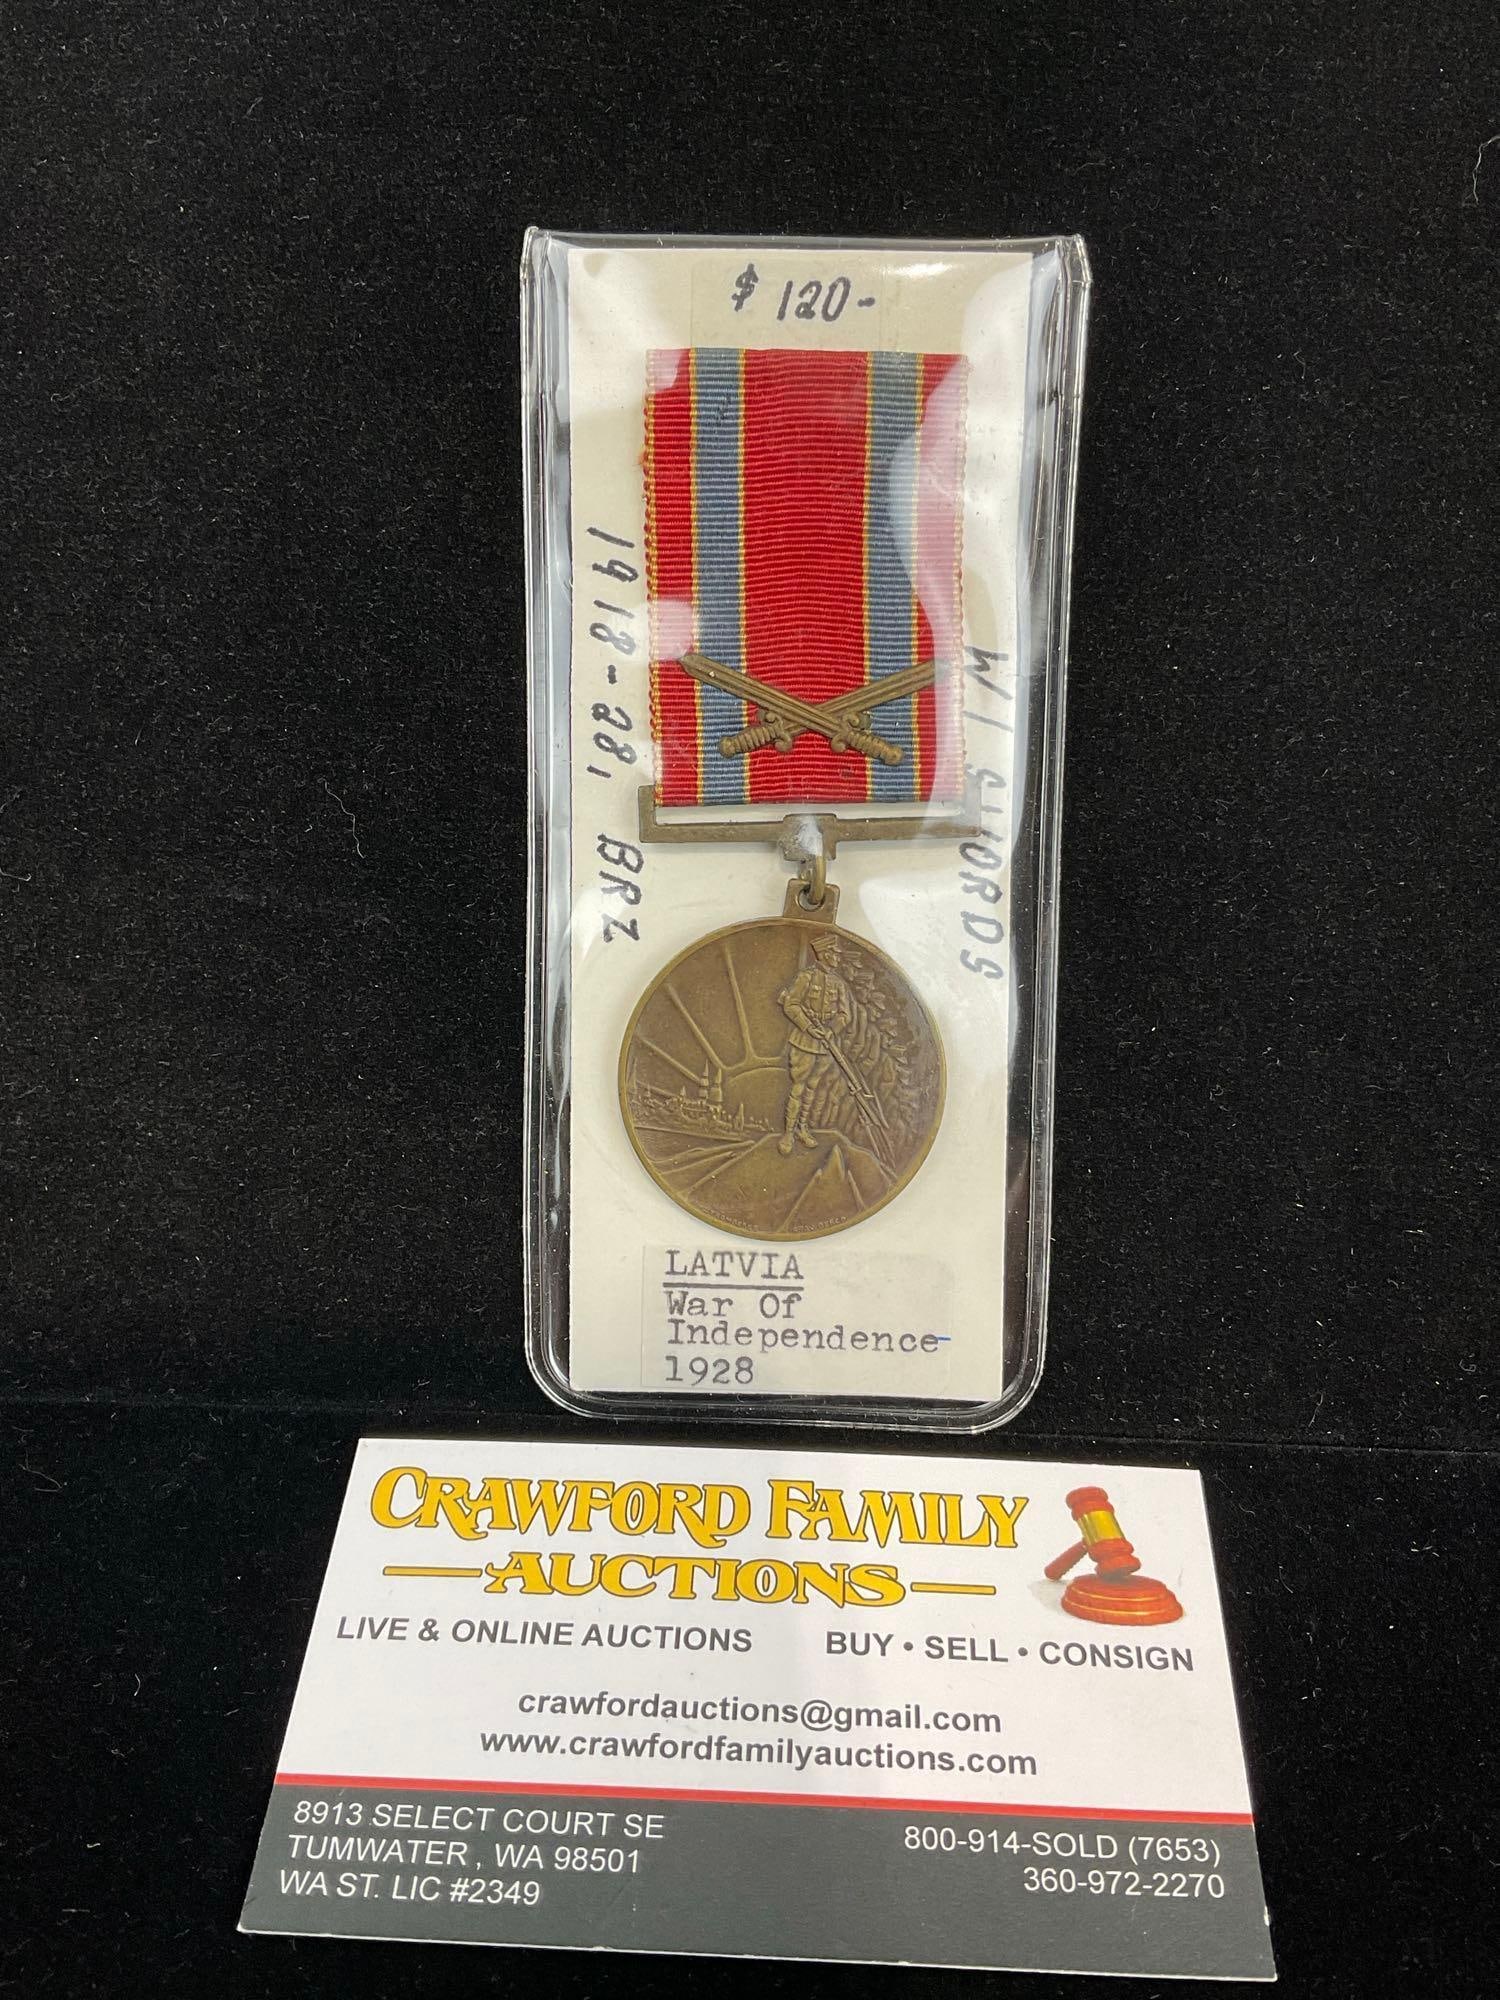 $ 120-
1918-28, BRZ
W/ SWORDS
LATVIA
War Of
Independence-
1928
CRAWFORD FAMILY
AUCTIONS
LIVE & ONLINE AUCTIONS
BUY • SELL • CONSIGN
crawfordauctions@gmail.com
www.crawfordfamilyauctions.com
8913 SELECT COURT SE
TUMWATER, WA 98501
WA ST. LIC #2349
800-914-SOLD (7653)
360-972-2270